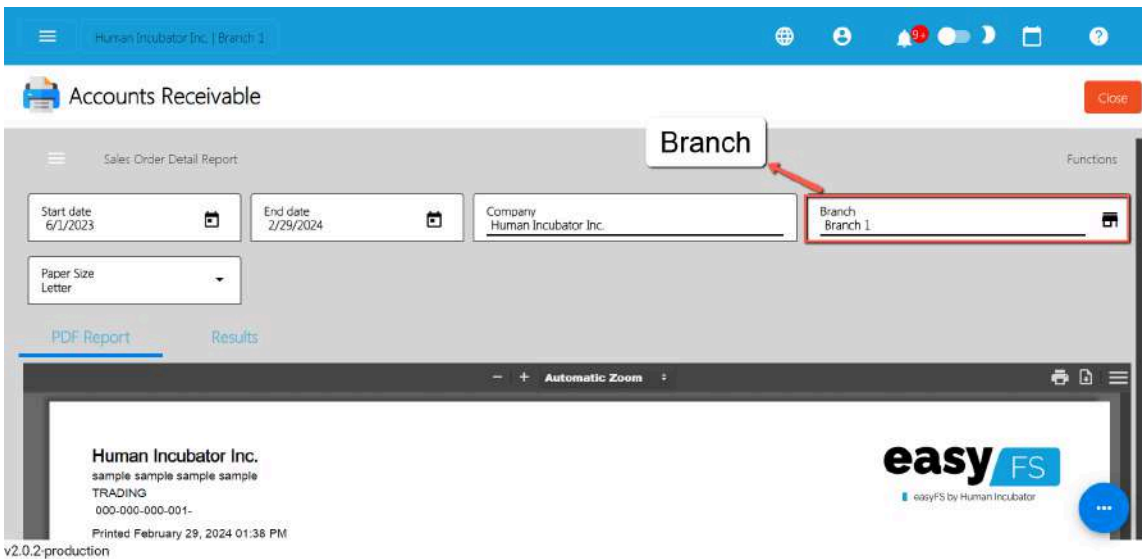 Human Incubator Inc. | Branch 1
9+
Accounts Receivable
Close
Branch
Sales Order Detail Report
Functions
Start date
6/1/2023
End date
2/29/2024
Company
Human Incubator Inc.
Branch
Branch 1
Paper Size
Letter
PDF Report
Results
Automatic Zoom
Human Incubator Inc.
sample sample sample sample
TRADING
000-000-000-001-
Printed February 29, 2024 01:38 PM
easy FS
easyFS by Human Incubator
v2.0.2-production